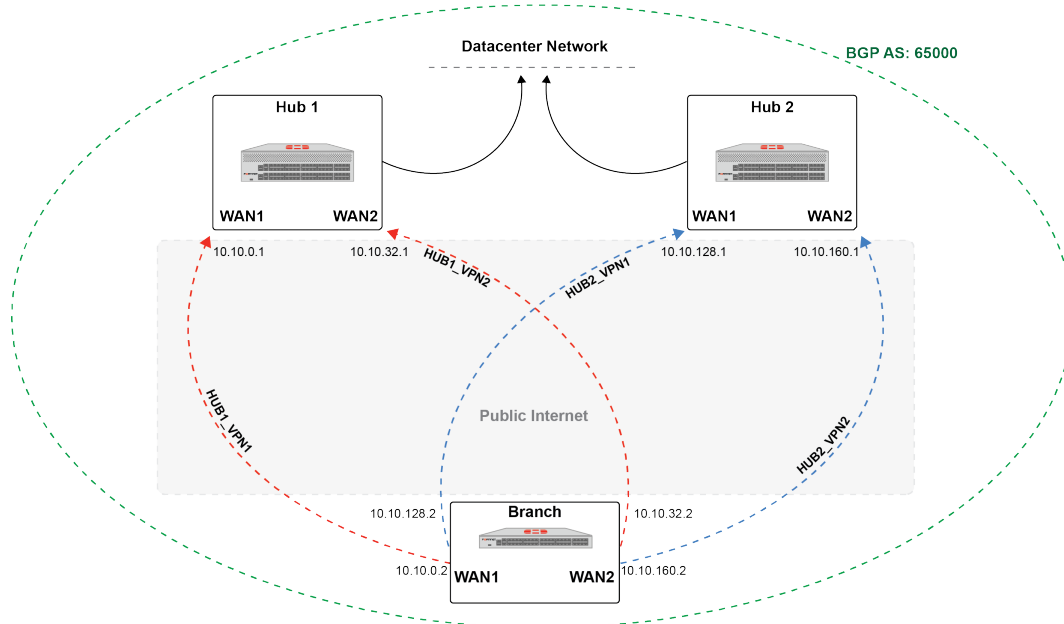 Datacenter Network
BGP AS: 65000
Hub 1
Hub 2
WAN1
WAN2
WAN1
WAN2
10.10.0.1
10.10.32.1
10.10.128.1
10.10.160.1
HUB1_VPN2
HUB2_VPN1
HUB1_VPN1
Public Internet
HUB2_VPN2
10.10.128.2
Branch
10.10.32.2
10.10.0.2
WAN1
WAN2
10.10.160.2